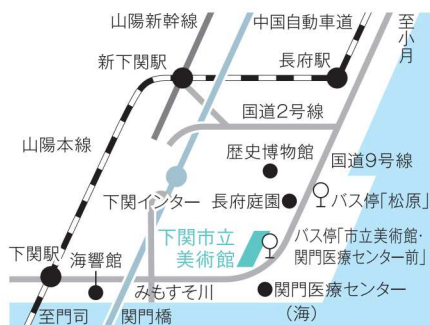 山陽新幹線
中国自動車道
至小月
新下関駅
長府駅
国道2号線
山陽本線
歴史博物館
国道9号線
下関インター
長府庭園
バス停「松原」
下関市立
美術館
バス停「市立美術館・
関門医療センター前」
下関駅
海響館
みもすそ川
関門医療センター
(海)
至門司
関門橋